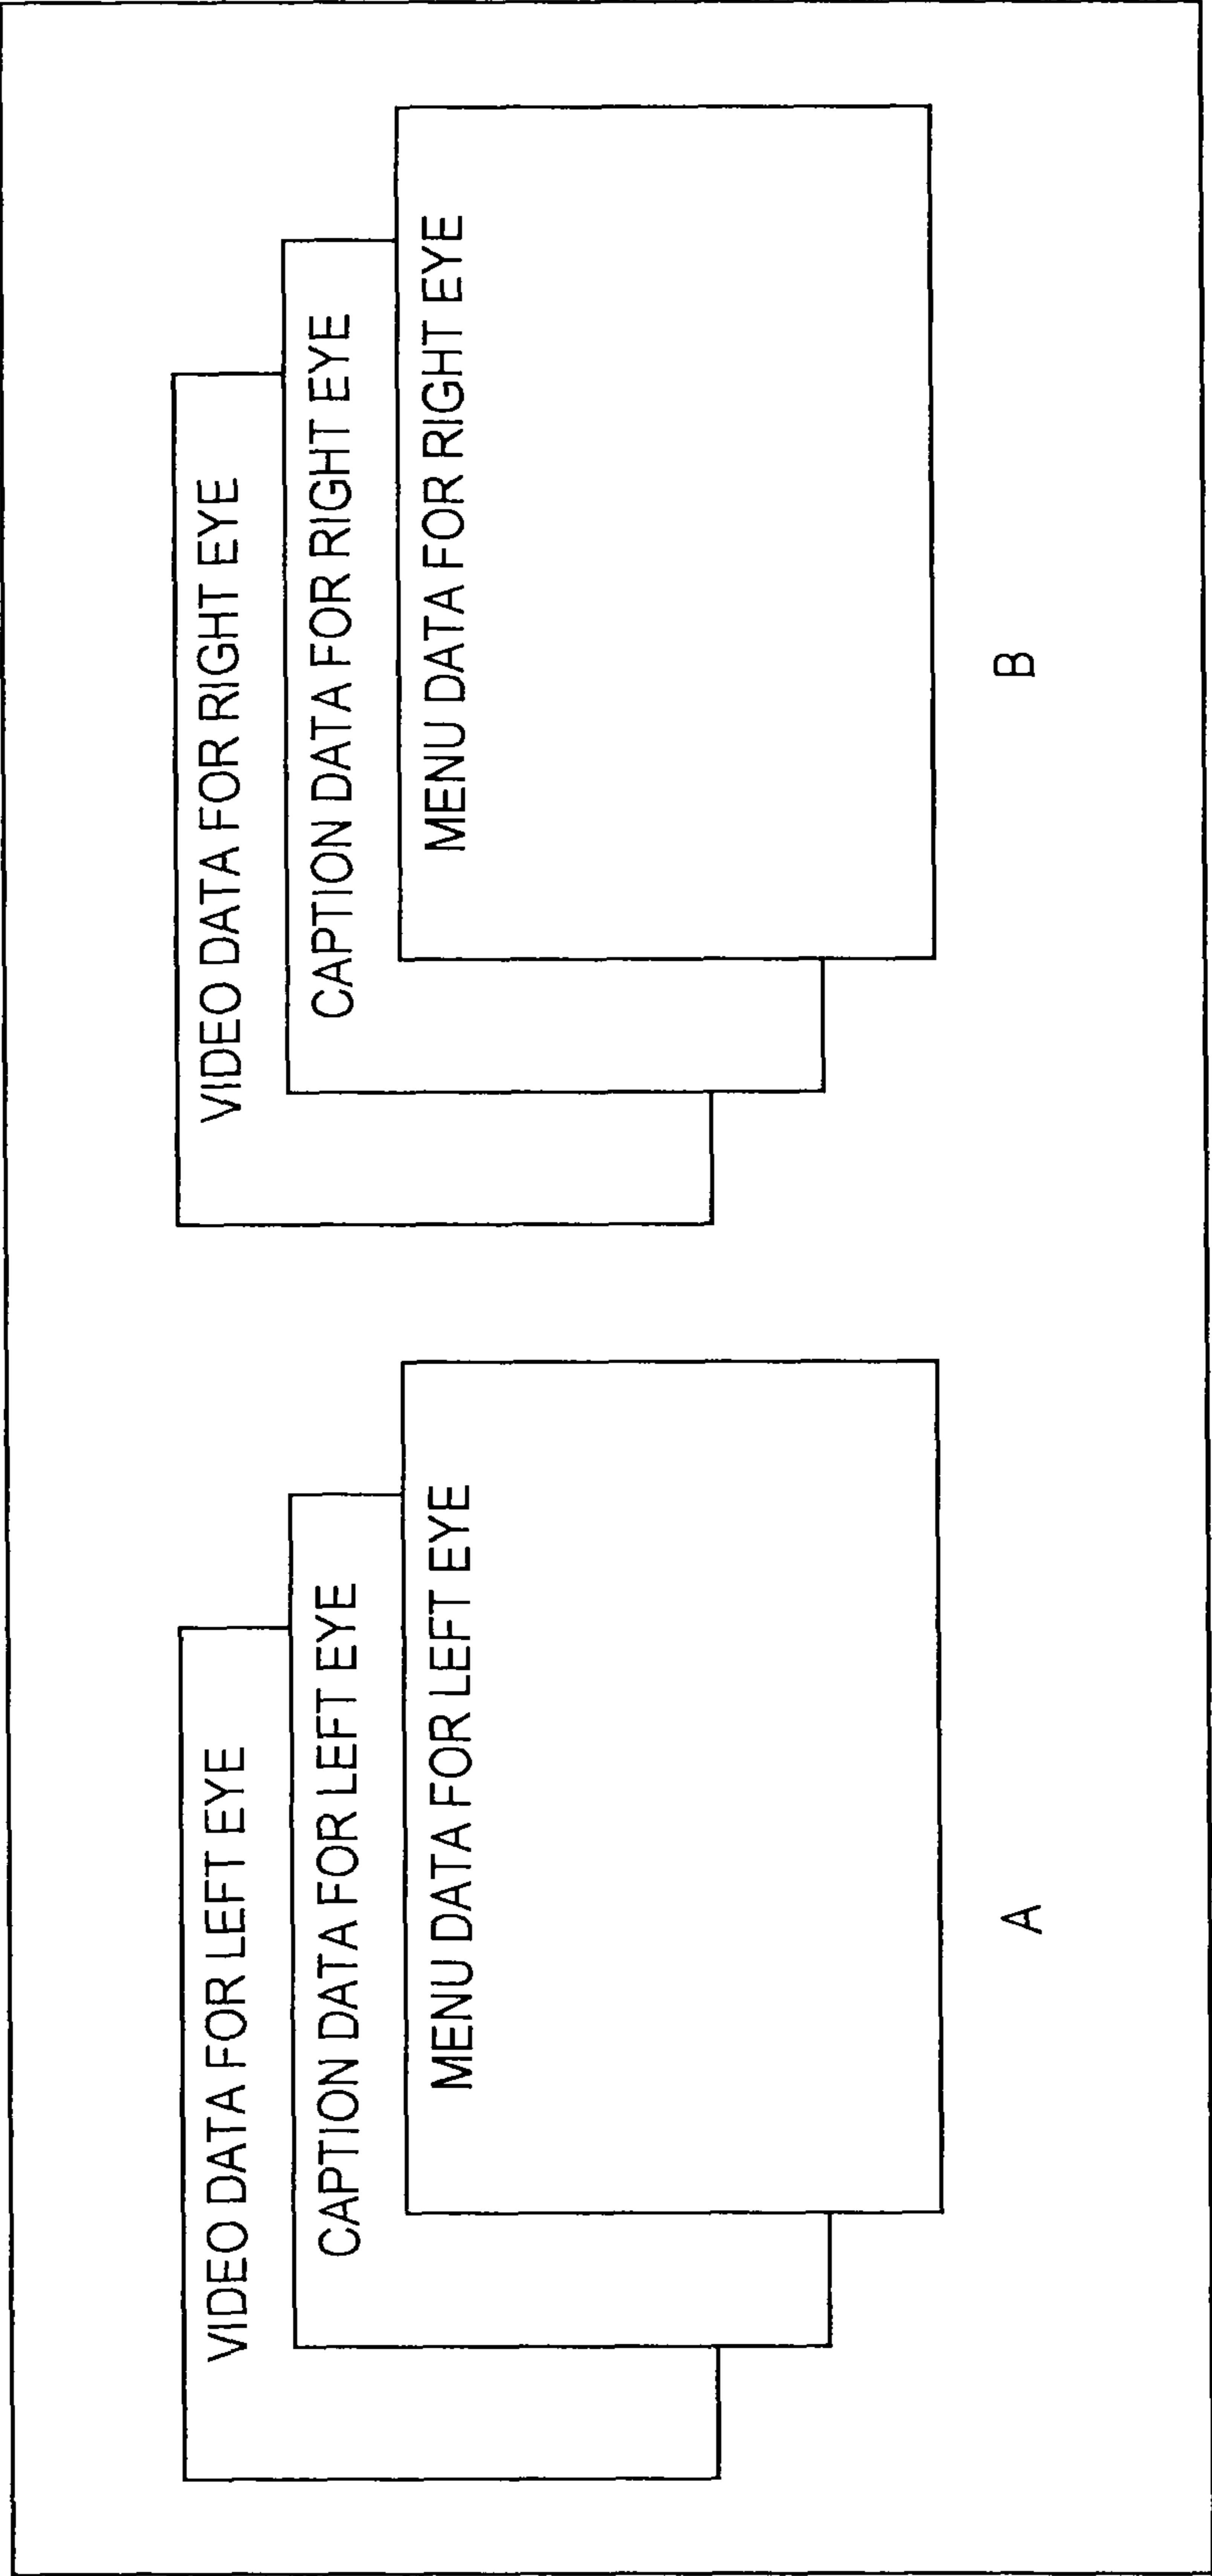 VIDEO DATA FOR LEFT EYE
CAPTION DATA FOR LEFT EYE
MENU DATA FOR LEFT EYE
A
VIDEO DATA FOR RIGHT EYE
CAPTION DATA FOR RIGHT EYE
MENU DATA FOR RIGHT EYE
B